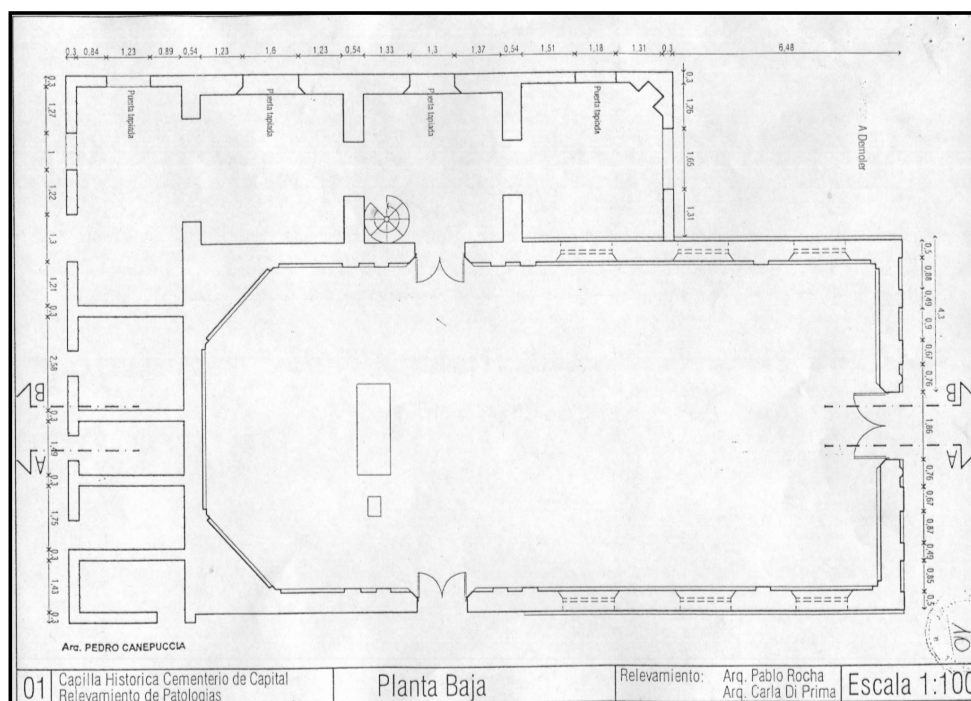 0.3 0,84 1,23 0,89 0,54 1,23 1,6 1,23 0,54 1,33 1,3 1,37 0,54 1,51 1,18 1,31 0,3 6,48
0,3
1,27
1
1,22
1,3
1,21
0,3
2,58
0,3
0,3
1,75
0,3
1,43
0,3
Puerta tapiada
Puerta tapiada
Puerta tapiada
Puerta tapiada
0,3
1,26
1,65
1,31
A Demoler
0,5
0,88
0,49
0,9
0,67
0,76
4,3
1,86
0,76
0,67
0,87
0,49
0,85
0,5
B
A
B
A
10
Arq. PEDRO CANEPUCCIA
01
Capilla Historica Cementerio de Capital
Relevamiento de Patologias
Planta Baja
Relevamiento: Arq. Pablo Rocha
Arq. Carla Di Prima
Escala 1:100